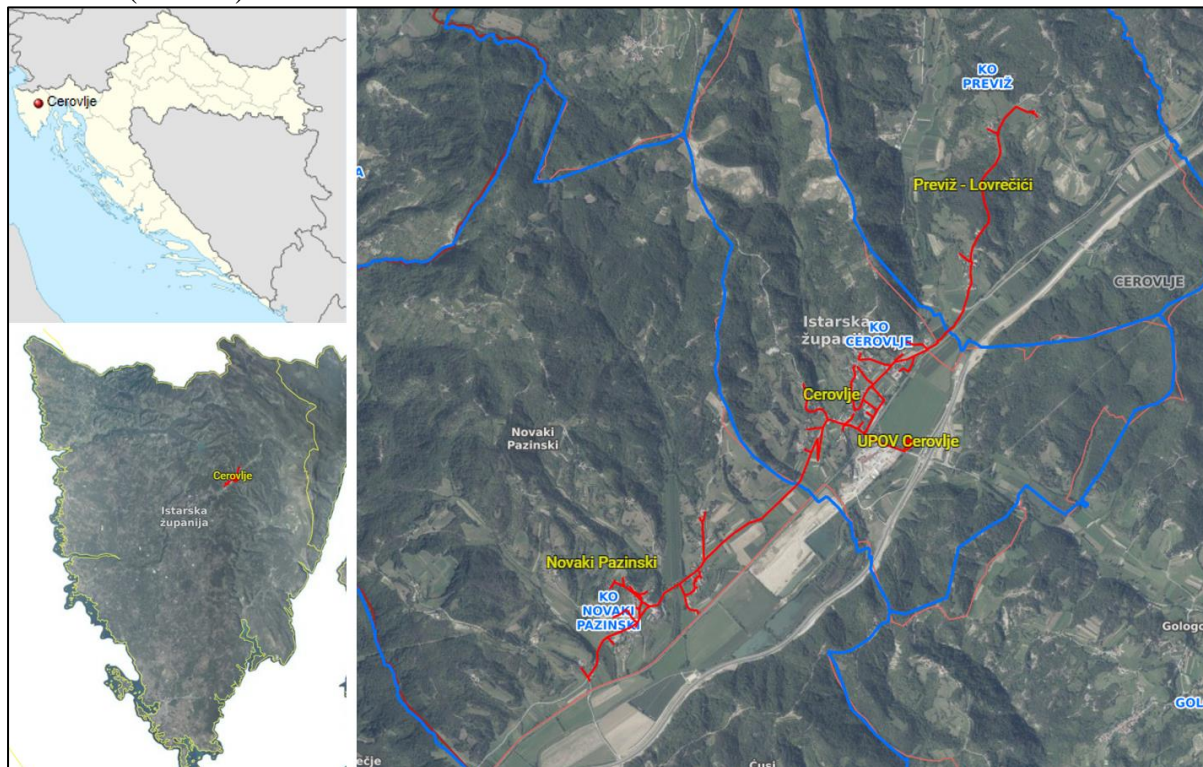 Cerovlje
Cerovlje
Istarska
županija
KO
PREVIŽ
Previž - Lovrečići
CEROVLJE
Istarska
županija
KO
CEROVLJE
Cerovlje
UPOV Cerovlje
Novaki
Pazinski
Novaki Pazinski
KO
NOVAKI
PAZINSKI
Gologo
GOL
ečje
Ćusi
A